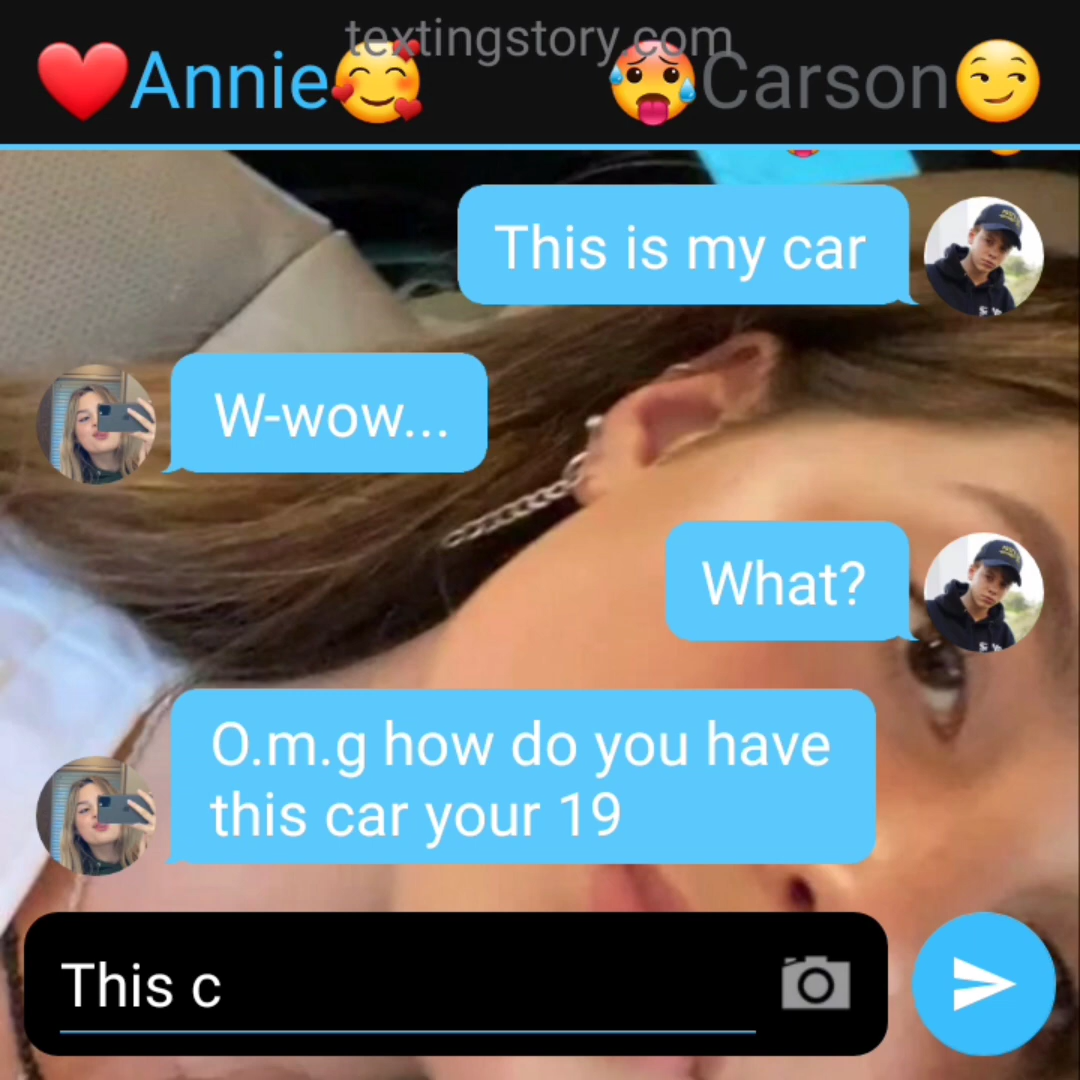 textingstory.com
❤️Annie🥰
🥵Carson😏
This is my car
W-wow...
What?
O.m.g how do you have
this car your 19
This c